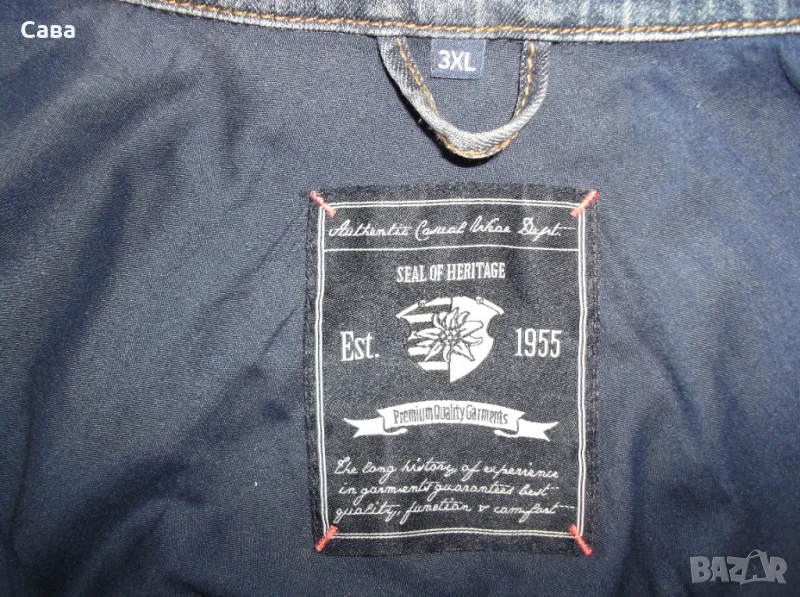 Сава
3XL
Authentic Casual Wear Dept.
SEAL OF HERITAGE
Est. 1955
Premium Quality Garments
The long history of experience
in garments guarantees best
quality, function & comfort
BAZAR